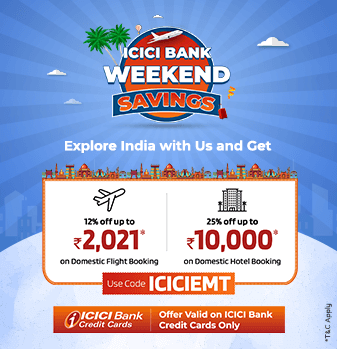 ICICI BANK
WEEKEND
SAVINGS
Explore India with Us and Get
12% off up to
₹2,021*
on Domestic Flight Booking
25% off up to
₹10,000*
on Domestic Hotel Booking
Use Code ICICIEMT
ICICI Bank
Credit Cards
Offer Valid on ICICI Bank
Credit Cards Only
*T&C Apply